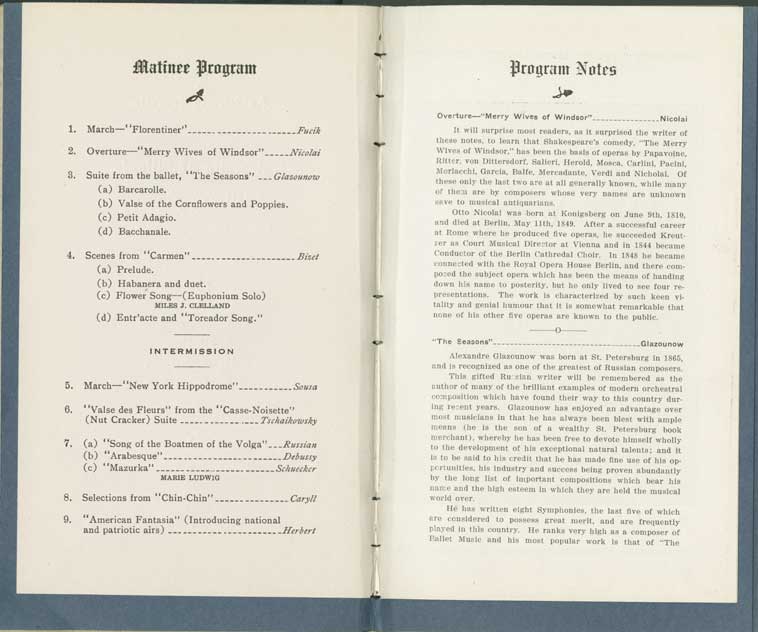 Matinee Program
1. March—"Florentiner"______Fucik
2. Overture—"Merry Wives of Windsor"_____Nicolai
3. Suite from the ballet, "The Seasons" ___Glasounow
(a) Barcarolle.
(b) Valse of the Cornflowers and Poppies.
(c) Petit Adagio.
(d) Bacchanale.
4. Scenes from "Carmen" ______Bizet
(a) Prelude.
(b) Habanera and duet.
(c) Flower Song—(Euphonium Solo)
MILES J. CLELLAND
(d) Entr'acte and "Toreador Song."
INTERMISSION
5. March—"New York Hippodrome"______Sousa
6. "Valse des Fleurs" from the "Casse-Noisette"
(Nut Cracker) Suite ______Tschaikowsky
7. (a) "Song of the Boatmen of the Volga"___Russian
(b) "Arabesque"______Debussy
(c) "Mazurka"______Schuecker
MARIE LUDWIG
8. Selections from "Chin-Chin"______Caryll
9. "American Fantasia" (Introducing national
and patriotic airs) ______Herbert
Program Notes
Overture—"Merry Wives of Windsor"______Nicolai
It will surprise most readers, as it surprised the writer of
these notes, to learn that Shakespeare's comedy, "The Merry
Wives of Windsor," has been the basis of operas by Papavoine,
Ritter, von Dittersdorf, Salieri, Herold, Mosca, Carlini, Pacini,
Morlacchi, Garcia, Balfe, Mercadante, Verdi and Nicholai. Of
these only the last two are at all generally known, while many
of them are by composers whose very names are unknown
save to musical antiquarians.
Otto Nicolai was born at Konigsberg on June 9th, 1810,
and died at Berlin, May 11th, 1849. After a successful career
at Rome where he produced five operas, he succeeded Kreut-
zer as Court Musical Director at Vienna and in 1844 became
Conductor of the Berlin Cathredal Choir. In 1848 he became
connected with the Royal Opera House Berlin, and there com-
posed the subject opera which has been the means of handing
down his name to posterity, but he only lived to see four re-
presentations. The work is characterized by such keen vi-
tality and genial humour that it is somewhat remarkable that
none of his other five operas are known to the public.
———O———
"The Seasons"______Glazounow
Alexandre Glazounow was born at St. Petersburg in 1865,
and is recognized as one of the greatest of Russian composers.
This gifted Russian writer will be remembered as the
author of many of the brilliant examples of modern orchestral
composition which have found their way to this country dur-
ing recent years. Glazounow has enjoyed an advantage over
most musicians in that he has always been blest with ample
means (he is the son of a wealthy St. Petersburg book
merchant), whereby he has been free to devote himself wholly
to the development of his exceptional natural talents; and it
is to be said to his credit that he has made fine use of his op-
portunities, his industry and success being proven abundantly
by the long list of important compositions which bear his
name and the high esteem in which they are held the musical
world over.
He has written eight Symphonies, the last five of which
are considered to possess great merit, and are frequently
played in this country. He ranks very high as a composer of
Ballet Music and his most popular work is that of "The